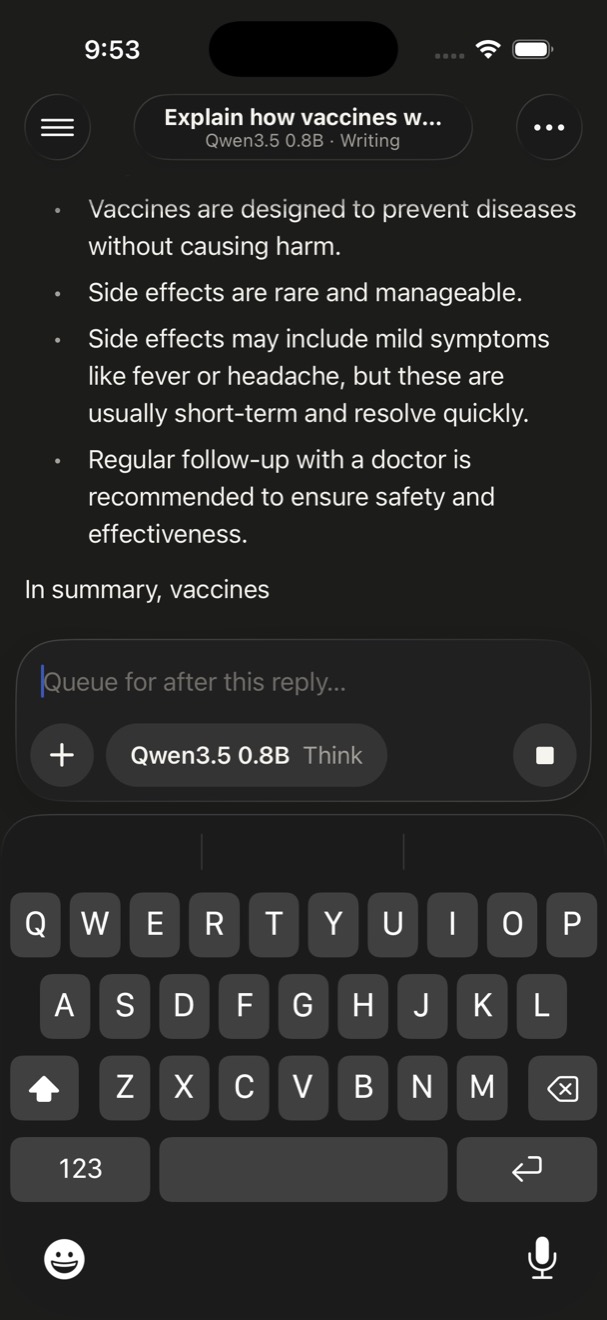 9:53
Explain how vaccines w...
Qwen3.5 0.8B · Writing
• Vaccines are designed to prevent diseases
without causing harm.
• Side effects are rare and manageable.
• Side effects may include mild symptoms
like fever or headache, but these are
usually short-term and resolve quickly.
• Regular follow-up with a doctor is
recommended to ensure safety and
effectiveness.
In summary, vaccines
Queue for after this reply...
Qwen3.5 0.8B Think
Q W E R T Y U I O P
A S D F G H J K L
Z X C V B N M
123